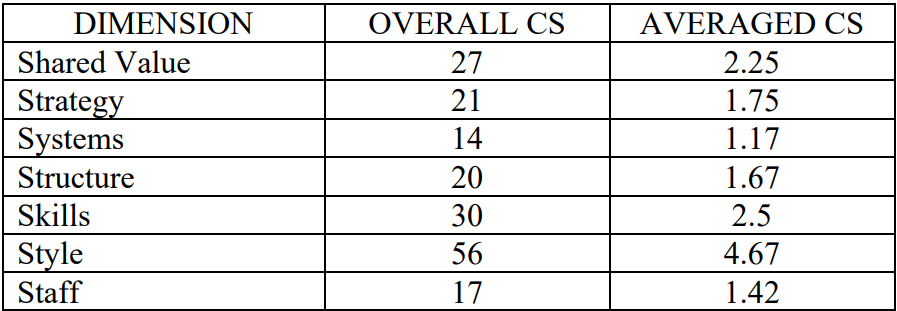 DIMENSION OVERALL CS AVERAGED CS
Shared Value 27 2.25
Strategy 21 1.75
Systems 14 1.17
Structure 20 1.67
Skills 30 2.5
Style 56 4.67
Staff 17 1.42